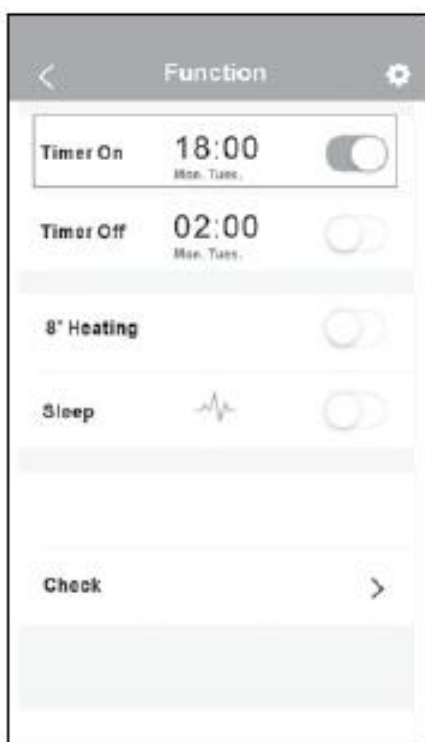 Function
Timer On
18:00
Mon. Tues.
Timer Off
02:00
Mon. Tues.
8° Heating
Sleep
Check